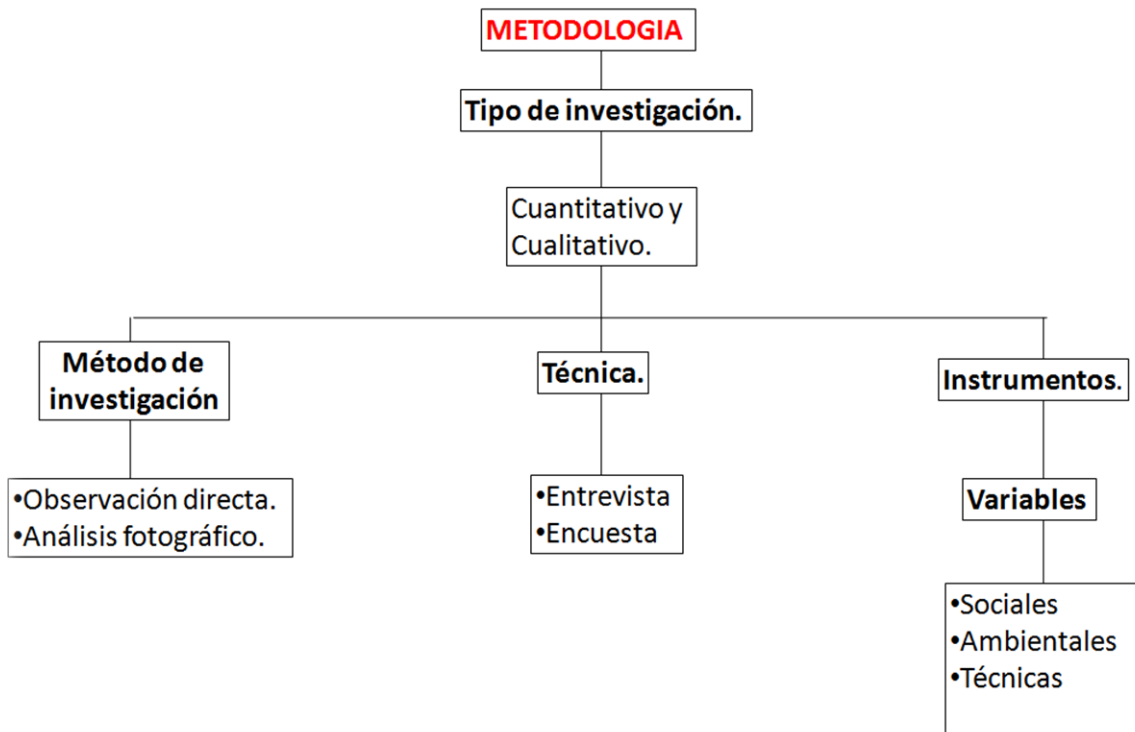 METODOLOGIA
Tipo de investigación.
Cuantitativo y
Cualitativo.
Método de
investigación
•Observación directa.
•Análisis fotográfico.
Técnica.
•Entrevista
•Encuesta
Instrumentos.
Variables
•Sociales
•Ambientales
•Técnicas